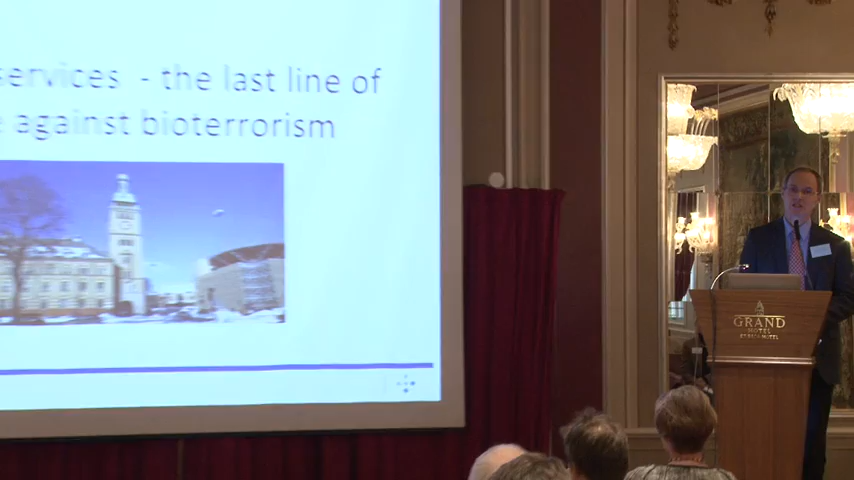 services - the last line of
against bioterrorism
GRAND
HOTEL